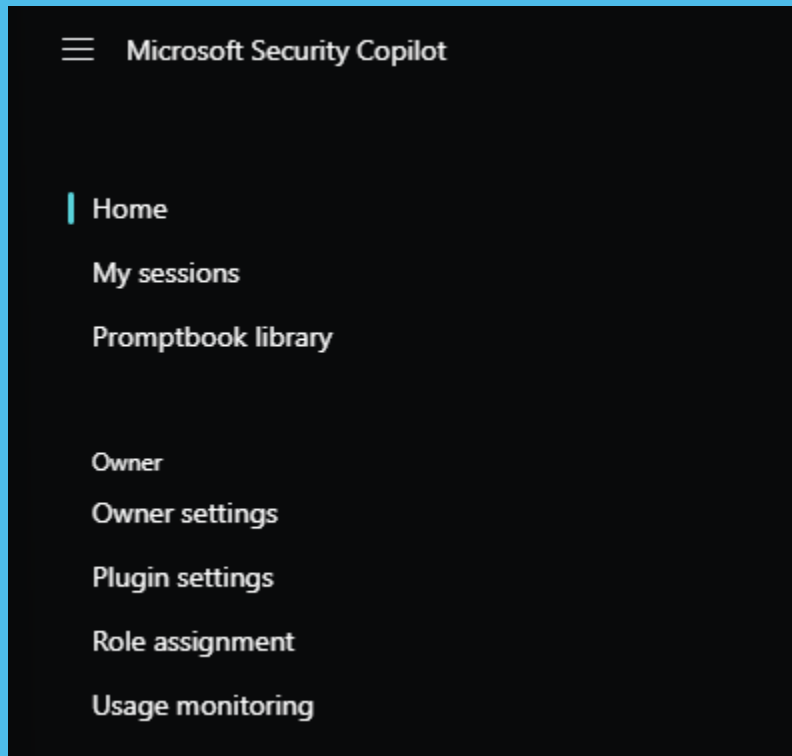 Microsoft Security Copilot
Home
My sessions
Promptbook library
Owner
Owner settings
Plugin settings
Role assignment
Usage monitoring